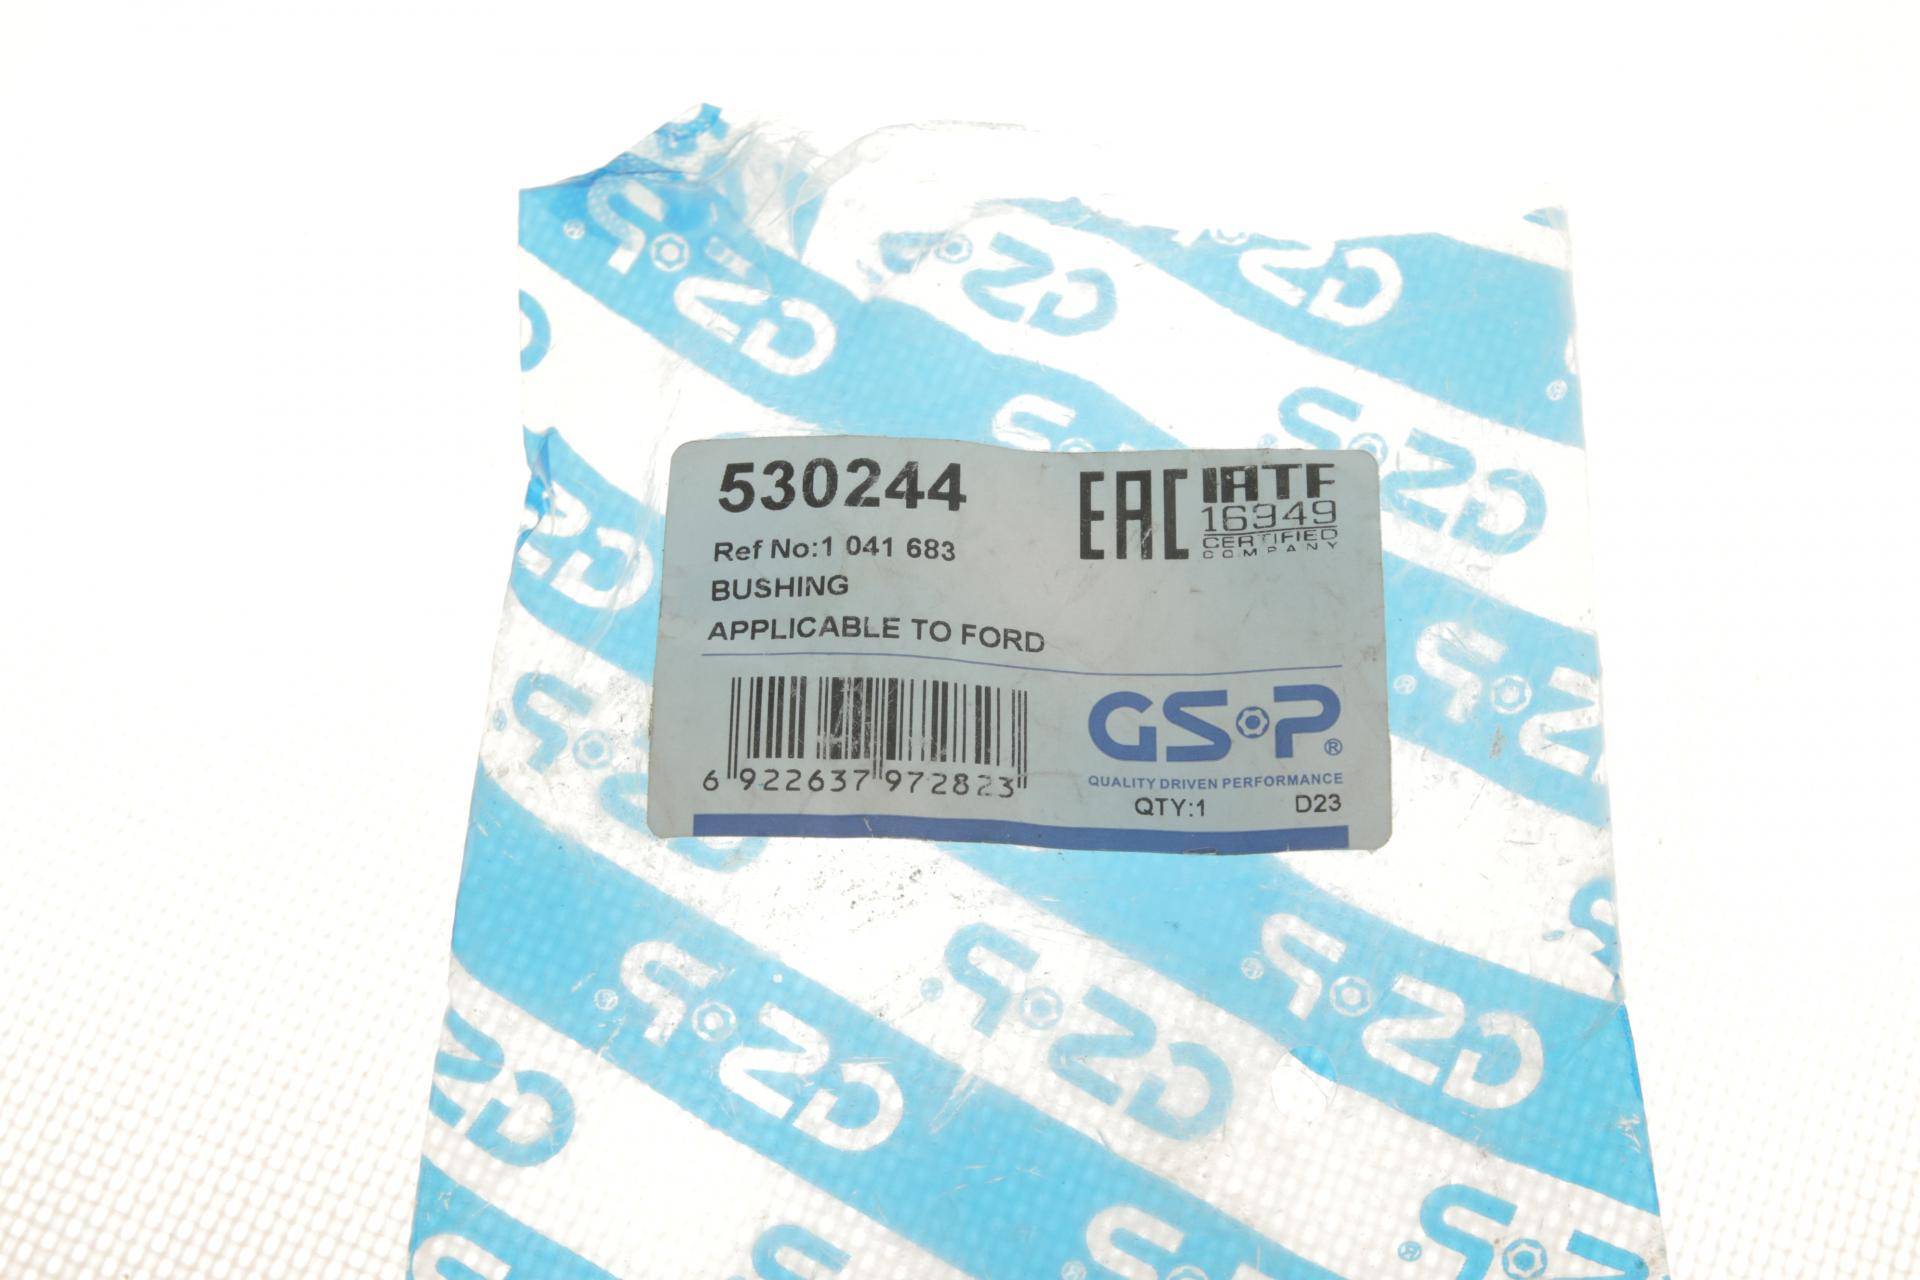 530244
Ref No:1 041 683
BUSHING
APPLICABLE TO FORD
EAC
IATF
16949
CERTIFIED
COMPANY
6 922637 972823
GS P®
QUALITY DRIVEN PERFORMANCE
QTY:1 D23